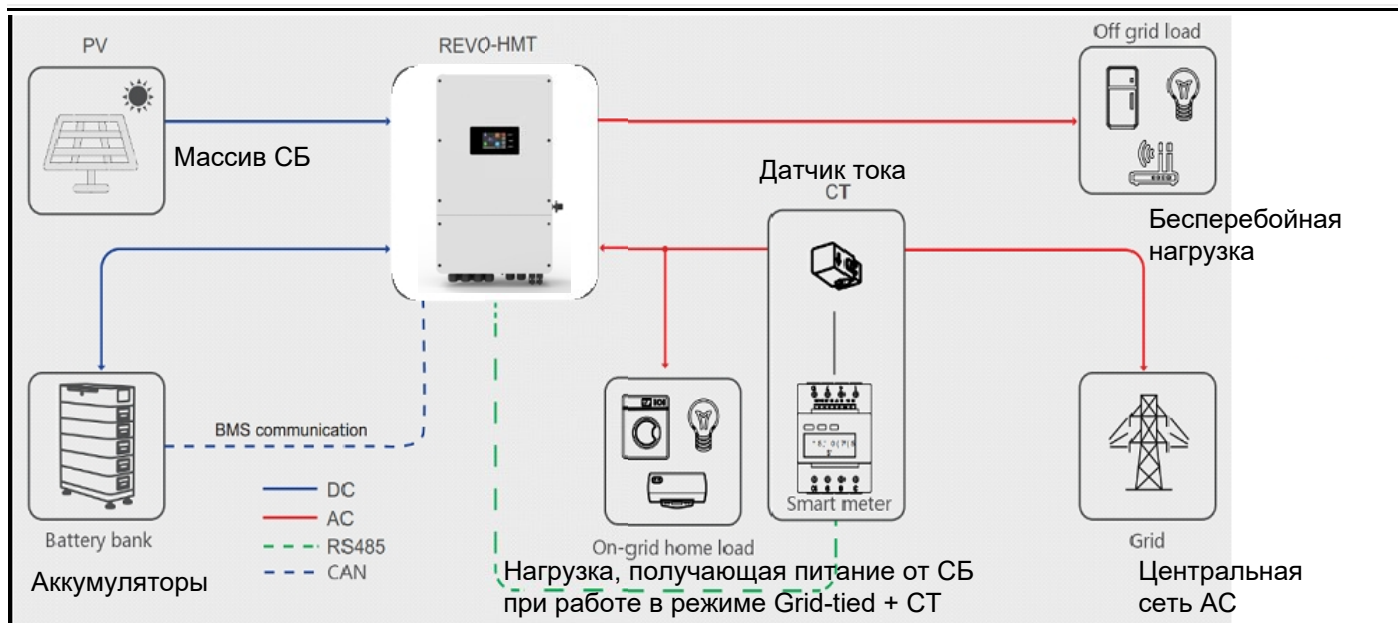 PV
REVO-HMT
Off grid load
Массив СБ
Датчик тока
CT
Бесперебойная
нагрузка
BMS communication
DC
AC
RS485
CAN
Battery bank
Аккумуляторы
On-grid home load
Smart meter
Grid
Нагрузка, получающая питание от СБ
при работе в режиме Grid-tied + CT
Центральная
сеть АС